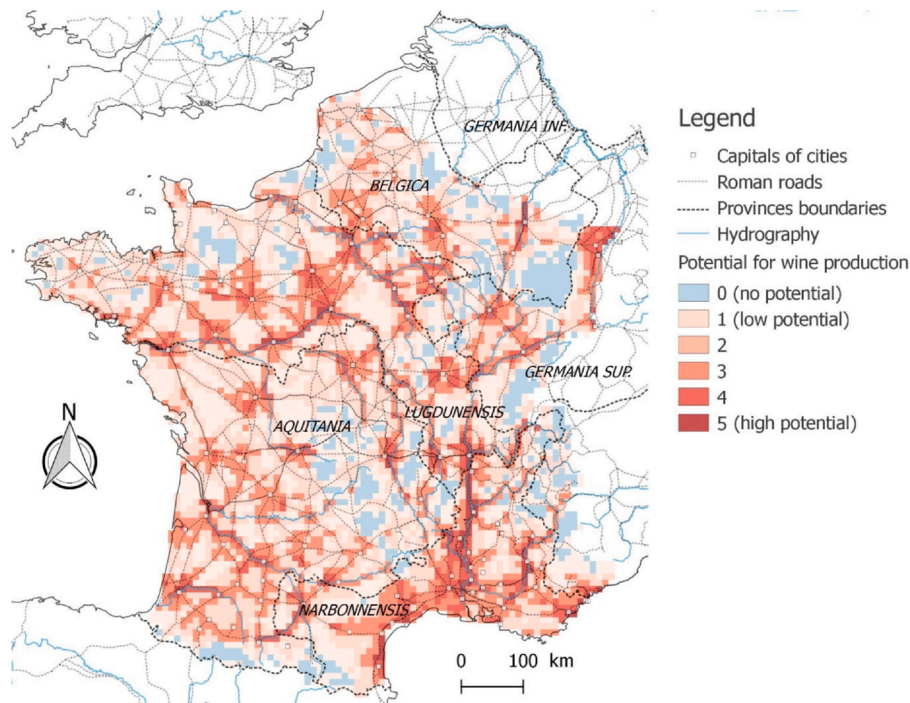 GERMANIA INF.
BELGICA
GERMANIA SUP.
LUGDUNENSIS
AQUITANIA
NARBONNENSIS
N
0 100 km
Legend
Capitals of cities
Roman roads
Provinces boundaries
Hydrography
Potential for wine production
0 (no potential)
1 (low potential)
2
3
4
5 (high potential)